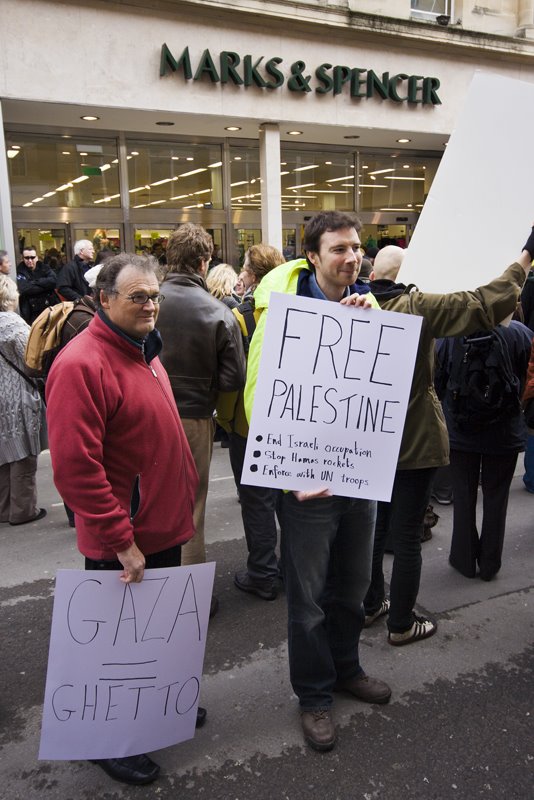 MARKS & SPENCER
FREE
PALESTINE
• End Israeli occupation
• Stop Hamas rockets
• Enforce with UN troops
GAZA
=
GHETTO